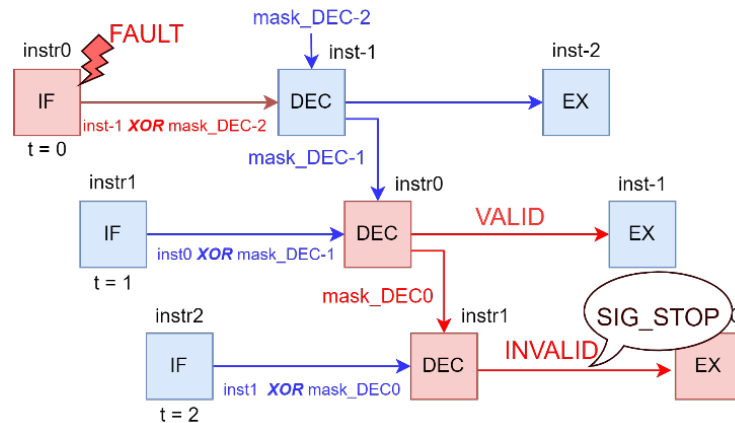 mask_DEC-2
instr0
FAULT
inst-1
inst-2
IF
DEC
EX
inst-1 XOR mask_DEC-2
t = 0
mask_DEC-1
instr1
instr0
inst-1
VALID
IF
DEC
EX
inst0 XOR mask_DEC-1
t = 1
mask_DEC0
instr2
instr1
SIG_STOP
INVALID
IF
DEC
EX
inst1 XOR mask_DEC0
t = 2